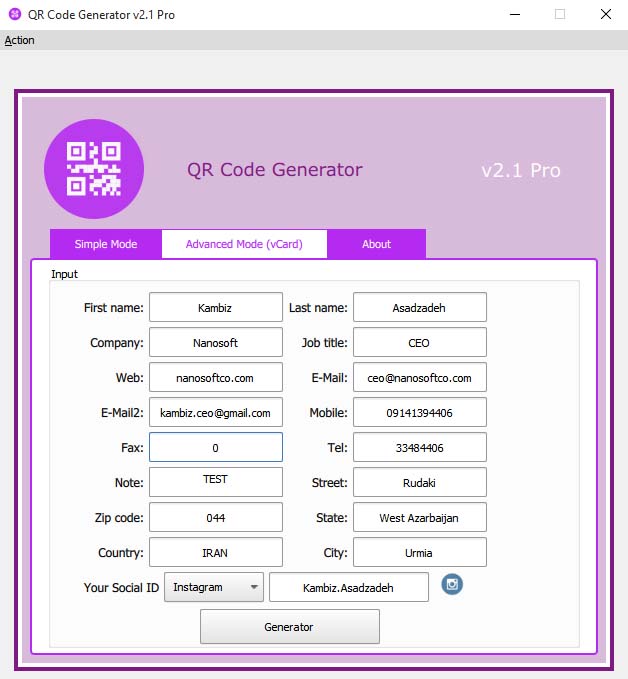 QR Code Generator v2.1 Pro
Action
QR Code Generator v2.1 Pro
Simple Mode Advanced Mode (vCard) About
Input
First name: Kambiz Last name: Asadzadeh
Company: Nanosoft Job title: CEO
Web: nanosoftco.com E-Mail: ceo@nanosoftco.com
E-Mail2: kambiz.ceo@gmail.com Mobile: 09141394406
Fax: 0 Tel: 33484406
Note: TEST Street: Rudaki
Zip code: 044 State: West Azarbaijan
Country: IRAN City: Urmia
Your Social ID Instagram Kambiz.Asadzadeh
Generator